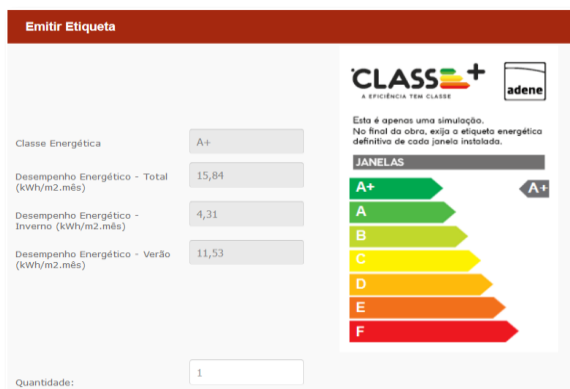 Emitir Etiqueta
CLASSE+
A EFICIÊNCIA TEM CLASSE
adene
Esta é apenas uma simulação.
No final da obra, exija a etiqueta energética
definitiva de cada janela instalada.
JANELAS
A+
A+
A
B
C
D
E
F
Classe Energética
A+
Desempenho Energético - Total
(kWh/m2.mês)
15,84
Desempenho Energético -
Inverno (kWh/m2.mês)
4,31
Desempenho Energético - Verão
(kWh/m2.mês)
11,53
Quantidade:
1